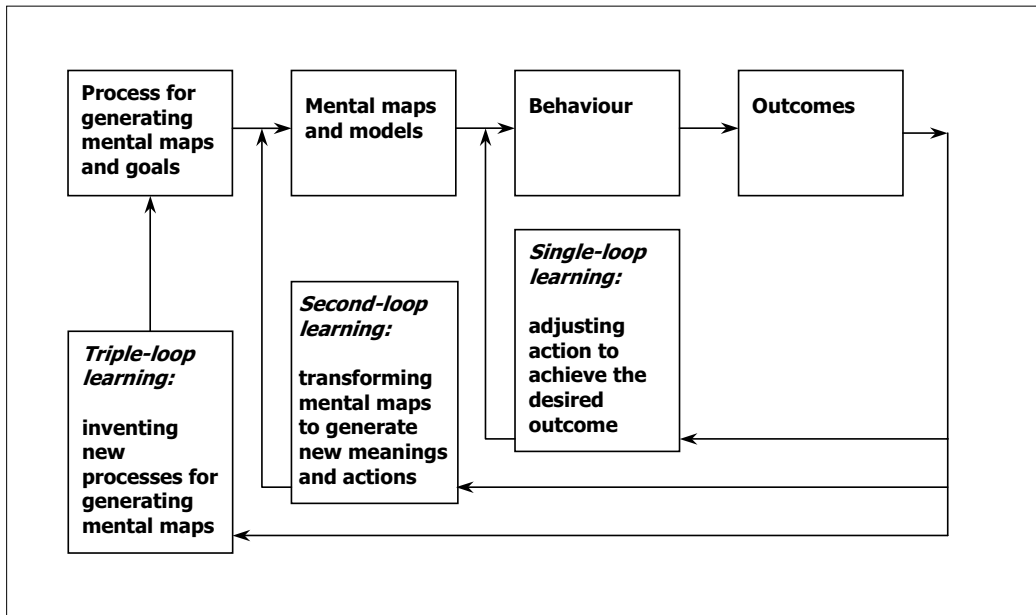 Process for
generating
mental maps
and goals
Mental maps
and models
Behaviour
Outcomes
Single-loop
learning:
adjusting
action to
achieve the
desired
outcome
Second-loop
learning:
transforming
mental maps
to generate
new meanings
and actions
Triple-loop
learning:
inventing
new
processes for
generating
mental maps